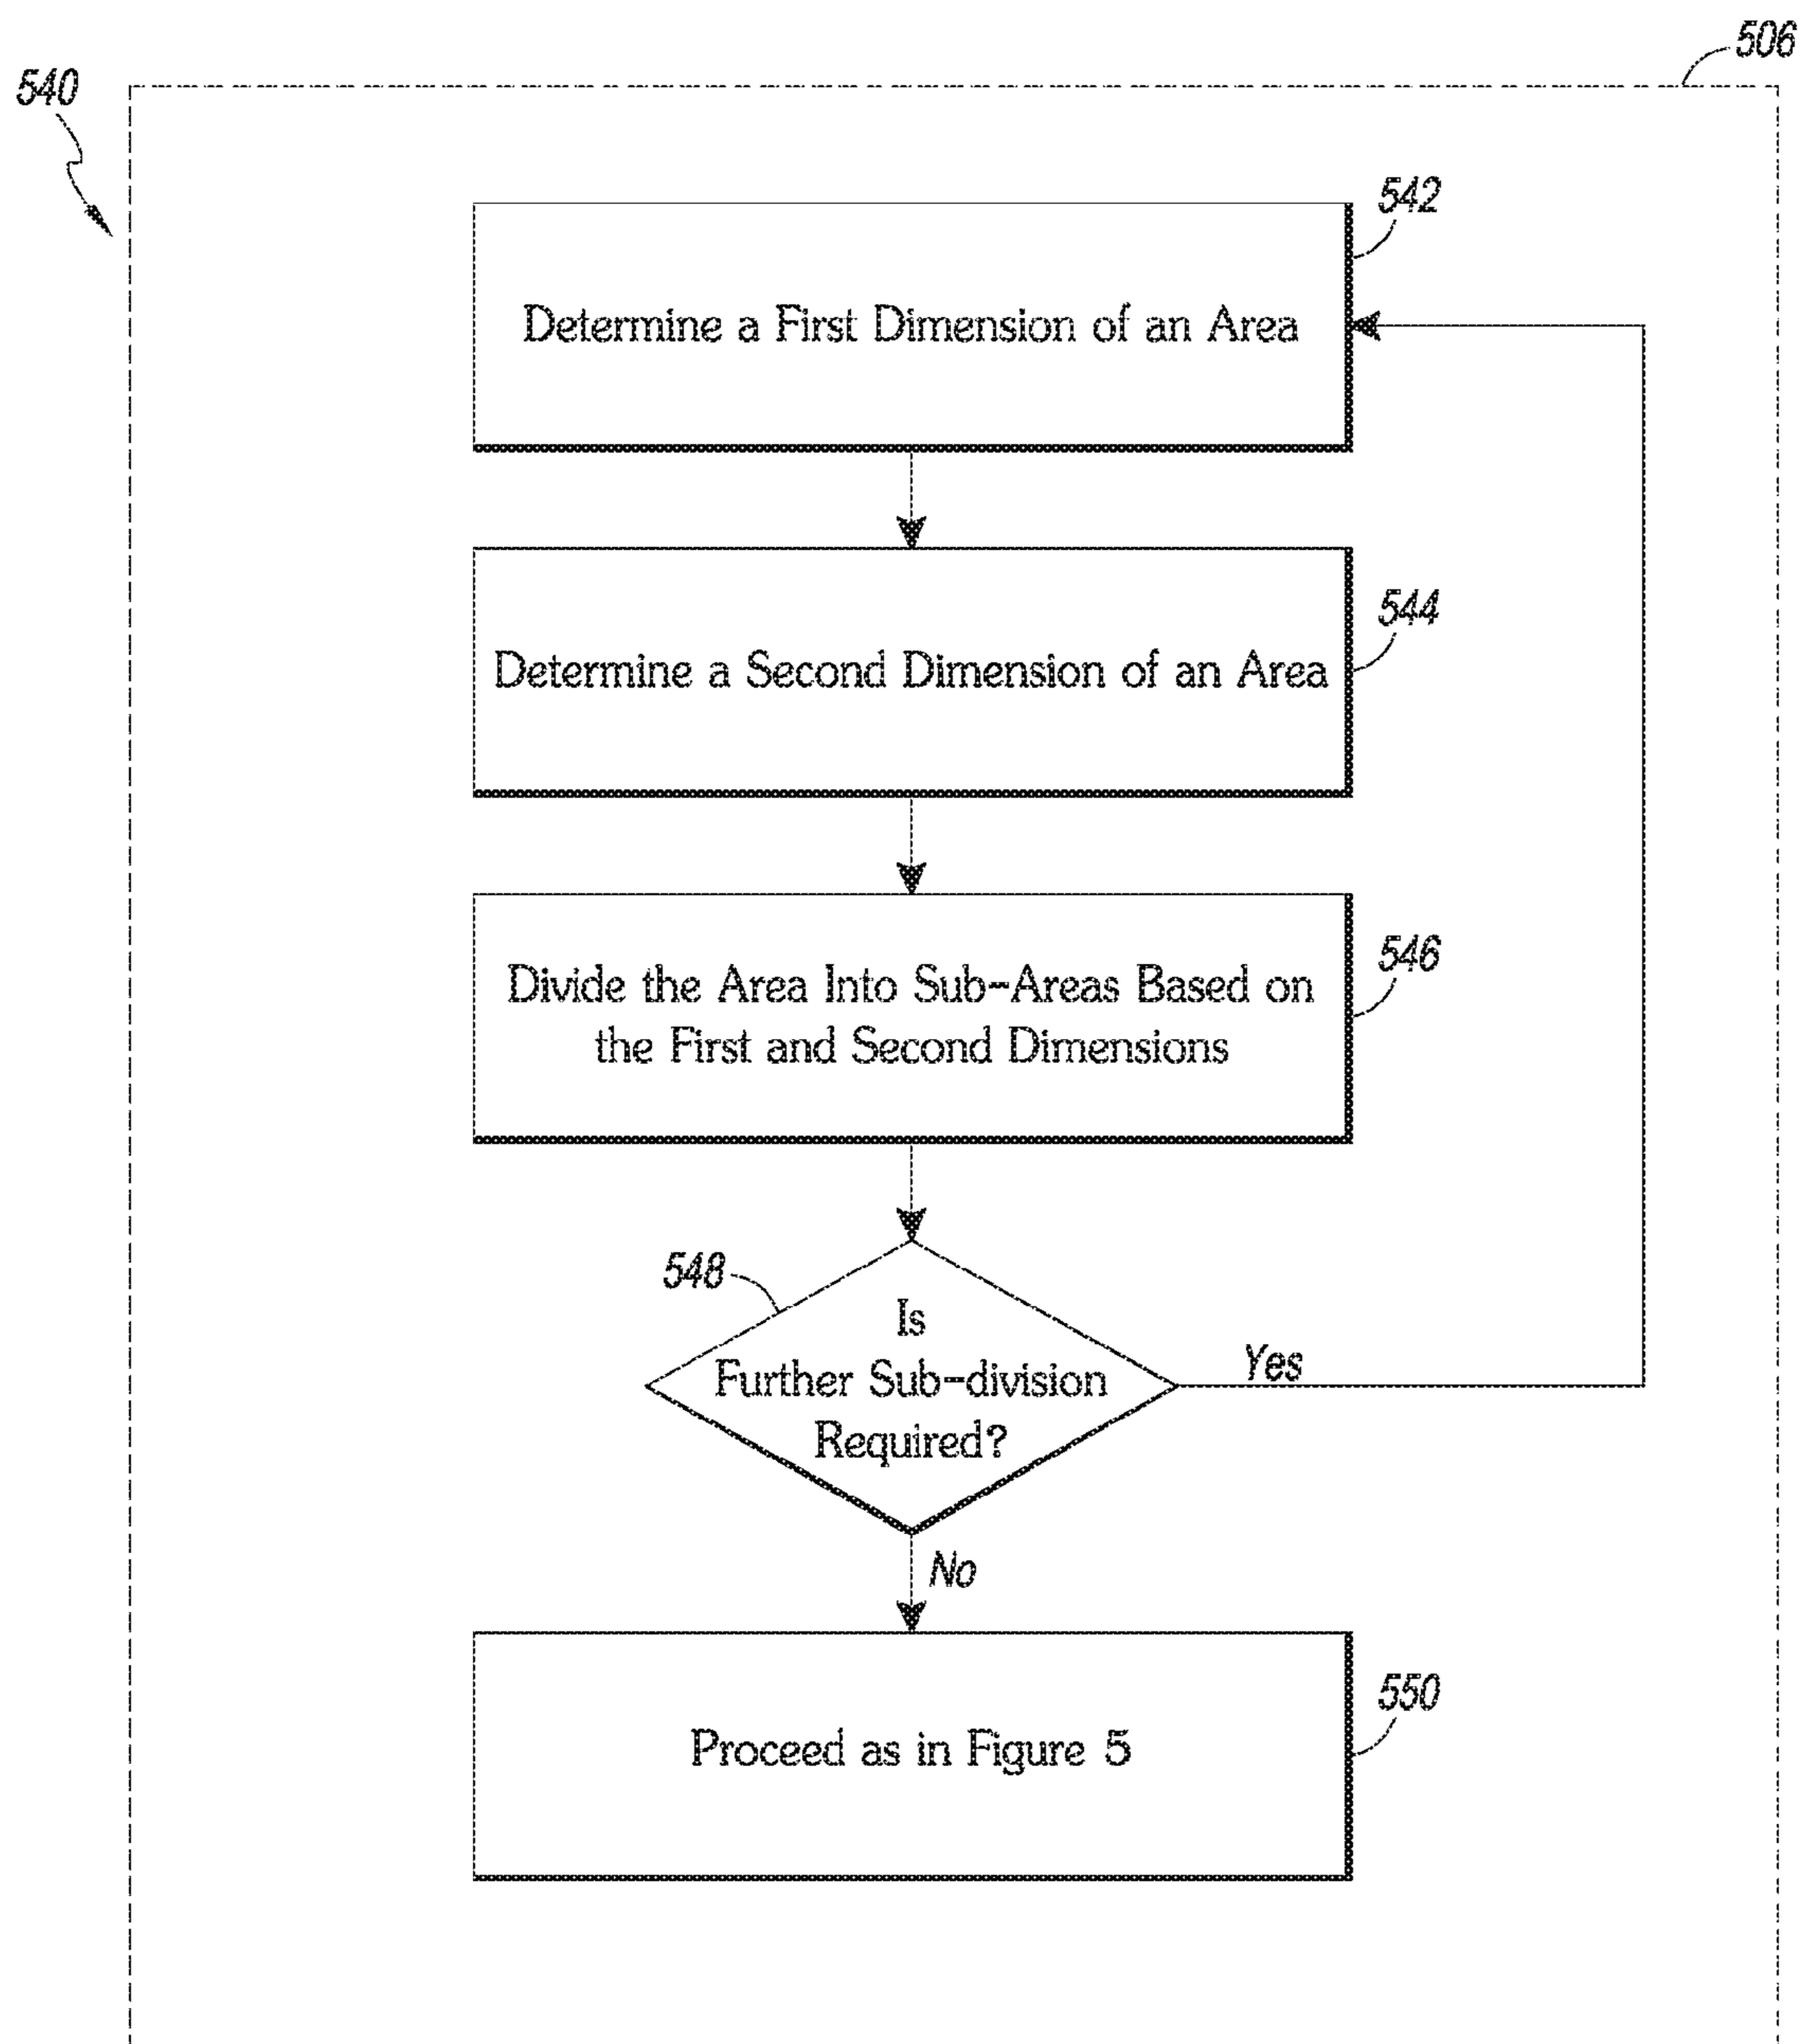 506
540
542
Determine a First Dimension of an Area
544
Determine a Second Dimension of an Area
546
Divide the Area Into Sub-Areas Based on
the First and Second Dimensions
548
Is
Further Sub-division
Required?
Yes
No
550
Proceed as in Figure 5